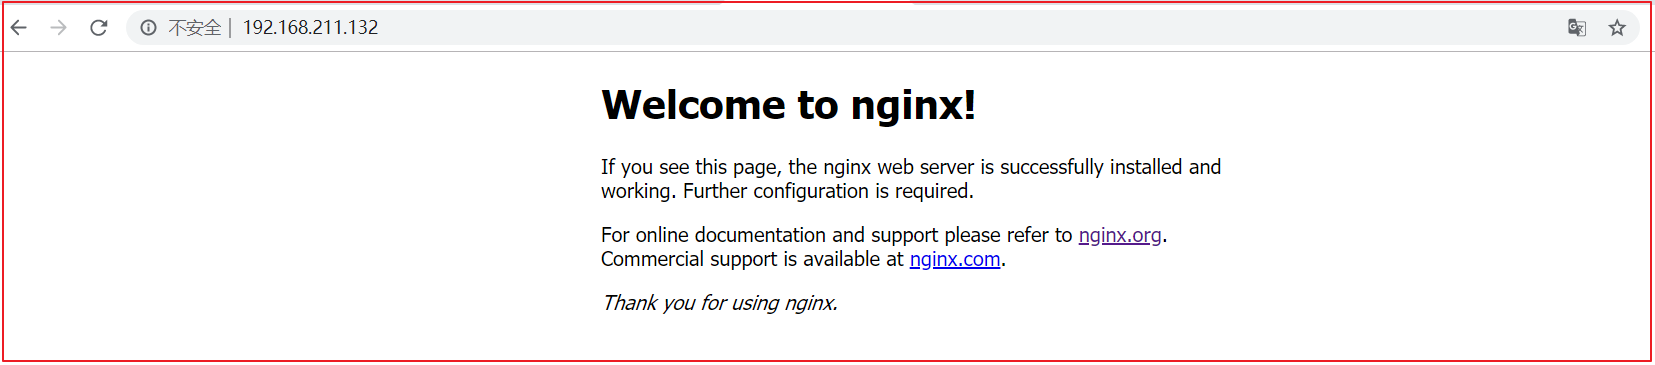 不安全 | 192.168.211.132
Welcome to nginx!
If you see this page, the nginx web server is successfully installed and
working. Further configuration is required.
For online documentation and support please refer to nginx.org.
Commercial support is available at nginx.com.
Thank you for using nginx.